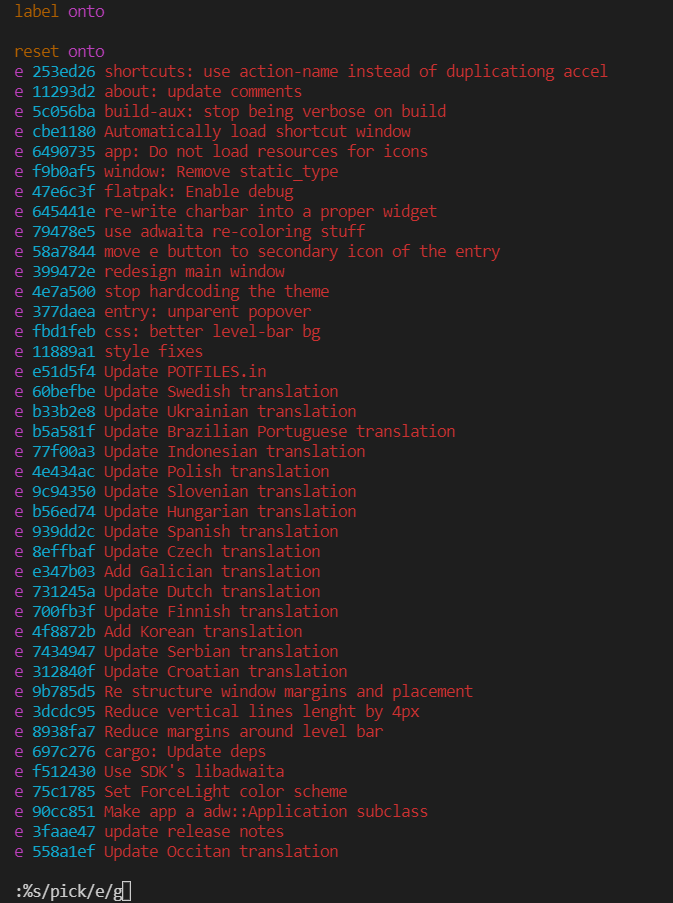 label onto
reset onto
e 253ed26 shortcuts: use action-name instead of duplicationg accel
e 11293d2 about: update comments
e 5c056ba build-aux: stop being verbose on build
e cbe1180 Automatically load shortcut window
e 6490735 app: Do not load resources for icons
e f9b0af5 window: Remove static_type
e 47e6c3f flatpak: Enable debug
e 645441e re-write charbar into a proper widget
e 79478e5 use adwaita re-coloring stuff
e 58a7844 move e button to secondary icon of the entry
e 399472e redesign main window
e 4e7a500 stop hardcoding the theme
e 377daea entry: unparent popover
e fbd1feb css: better level-bar bg
e 11889a1 style fixes
e e51d5f4 Update POTFILES.in
e 60befbe Update Swedish translation
e b33b2e8 Update Ukrainian translation
e b5a581f Update Brazilian Portuguese translation
e 77f00a3 Update Indonesian translation
e 4e434ac Update Polish translation
e 9c94350 Update Slovenian translation
e b56ed74 Update Hungarian translation
e 939dd2c Update Spanish translation
e 8effbaf Update Czech translation
e e347b03 Add Galician translation
e 731245a Update Dutch translation
e 700fb3f Update Finnish translation
e 4f8872b Add Korean translation
e 7434947 Update Serbian translation
e 312840f Update Croatian translation
e 9b785d5 Re structure window margins and placement
e 3dcdc95 Reduce vertical lines lenght by 4px
e 8938fa7 Reduce margins around level bar
e 697c276 cargo: Update deps
e f512430 Use SDK's libadwaita
e 75c1785 Set ForceLight color scheme
e 90cc851 Make app a adw::Application subclass
e 3faae47 update release notes
e 558a1ef Update Occitan translation
:%s/pick/e/g